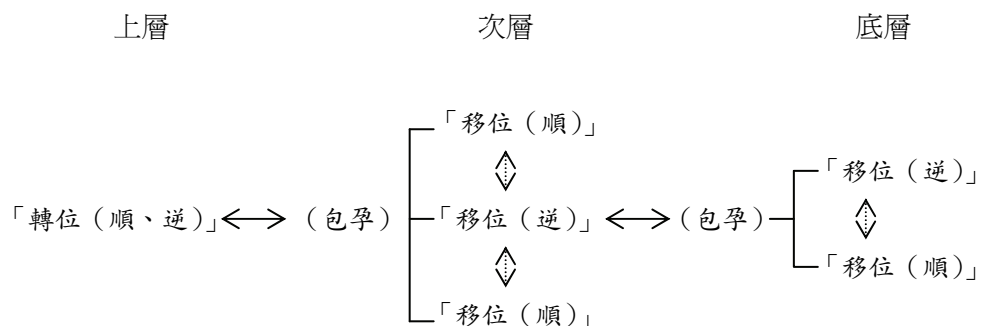 上層 次層 底層
「移位（順）」
「移位（逆）」
「轉位（順、逆）」 （包孕） 「移位（逆）」 （包孕）
「移位（順）」
「移位（順）」